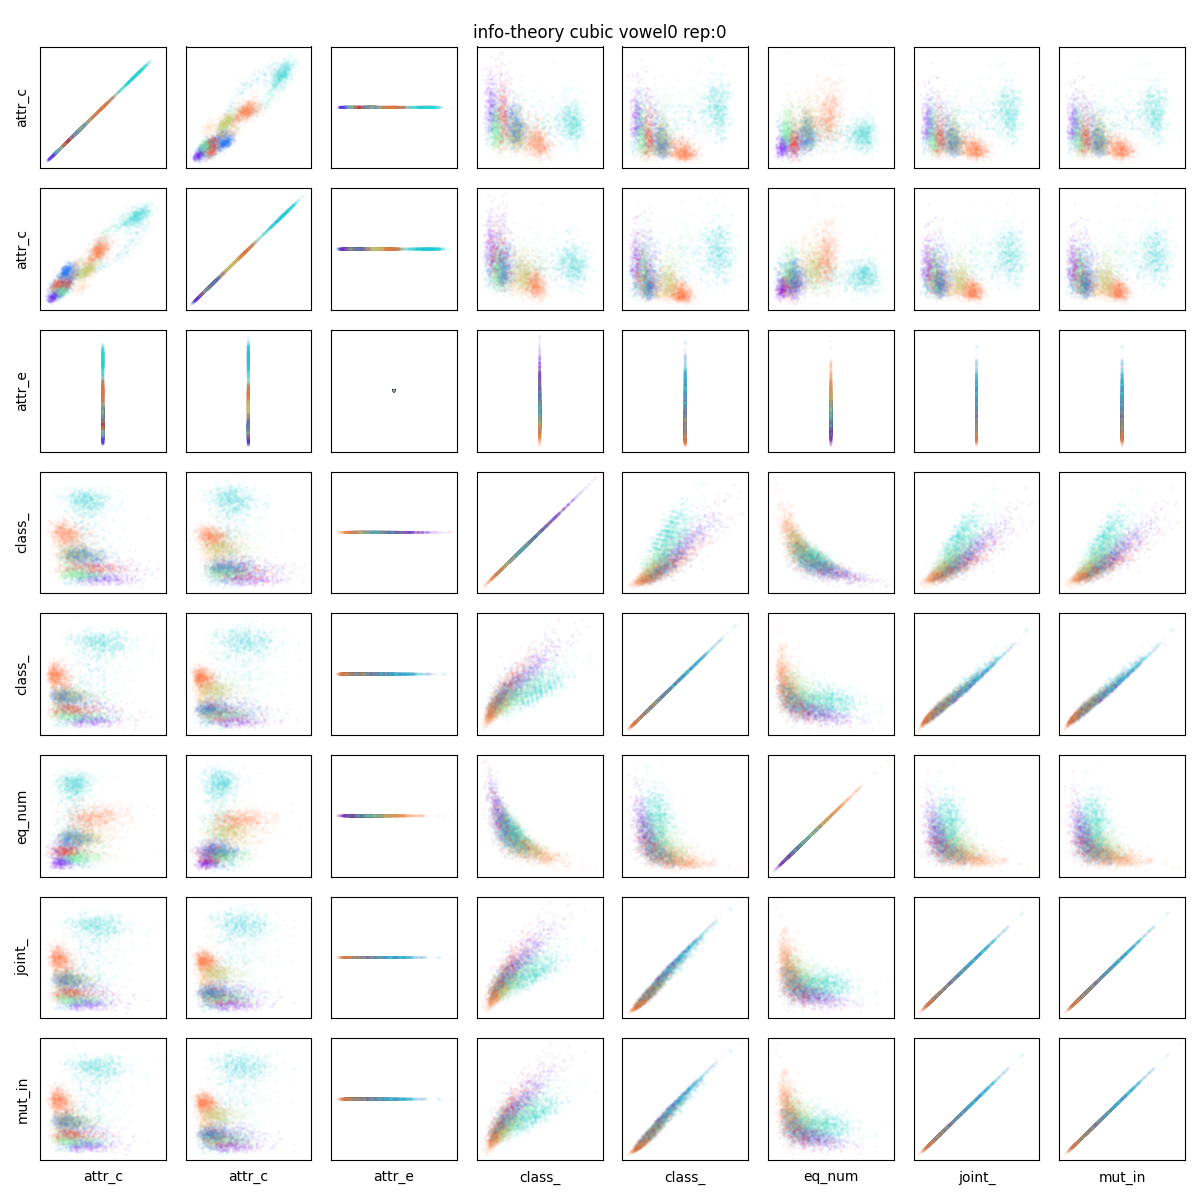 info-theory cubic vowel0 rep:0
attr_c
attr_c
attr_e
class_
class_
eq_num
joint_
mut_in
attr_c attr_c attr_e class_ class_ eq_num joint_ mut_in